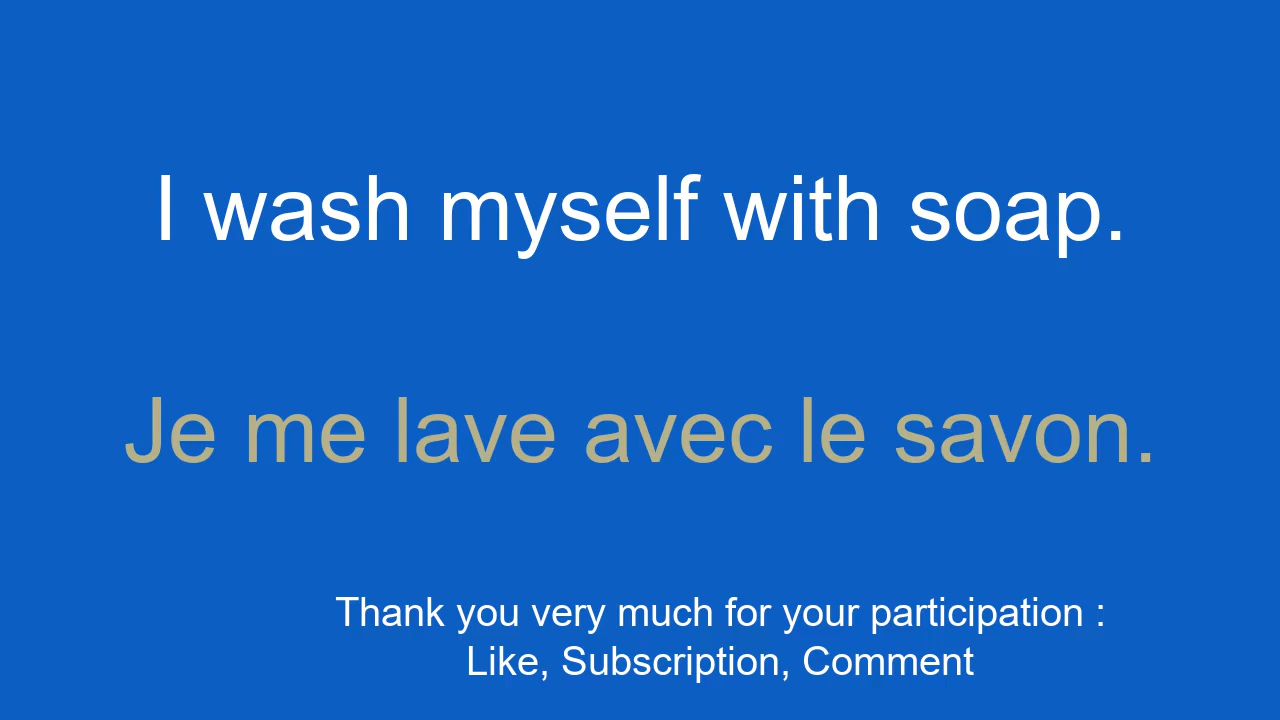 I wash myself with soap.
Je me lave avec le savon.
Thank you very much for your participation :
Like, Subscription, Comment